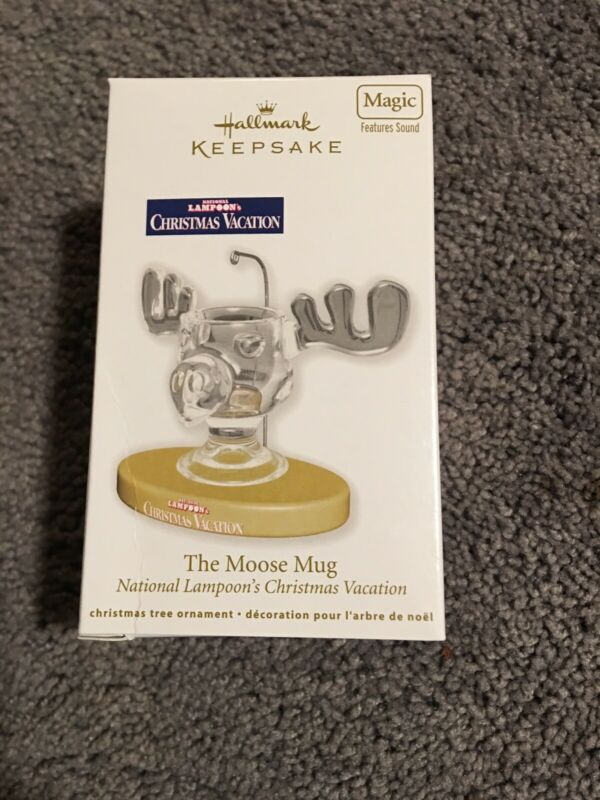 Hallmark
KEEPSAKE
Magic
Features Sound
NATIONAL
LAMPOON's
CHRISTMAS VACATION
NATIONAL
LAMPOON's
CHRISTMAS VACATION
The Moose Mug
National Lampoon's Christmas Vacation
christmas tree ornament • décoration pour l'arbre de noël